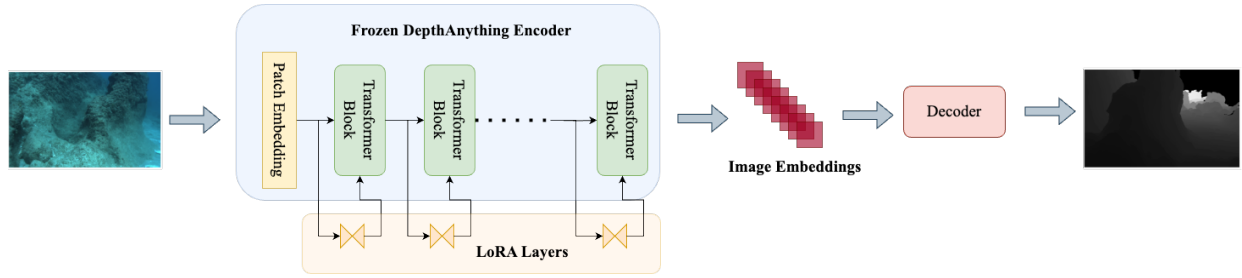 Frozen DepthAnything Encoder
Patch Embedding
Transformer
Block
Transformer
Block
Transformer
Block
Image Embeddings
Decoder
LoRA Layers